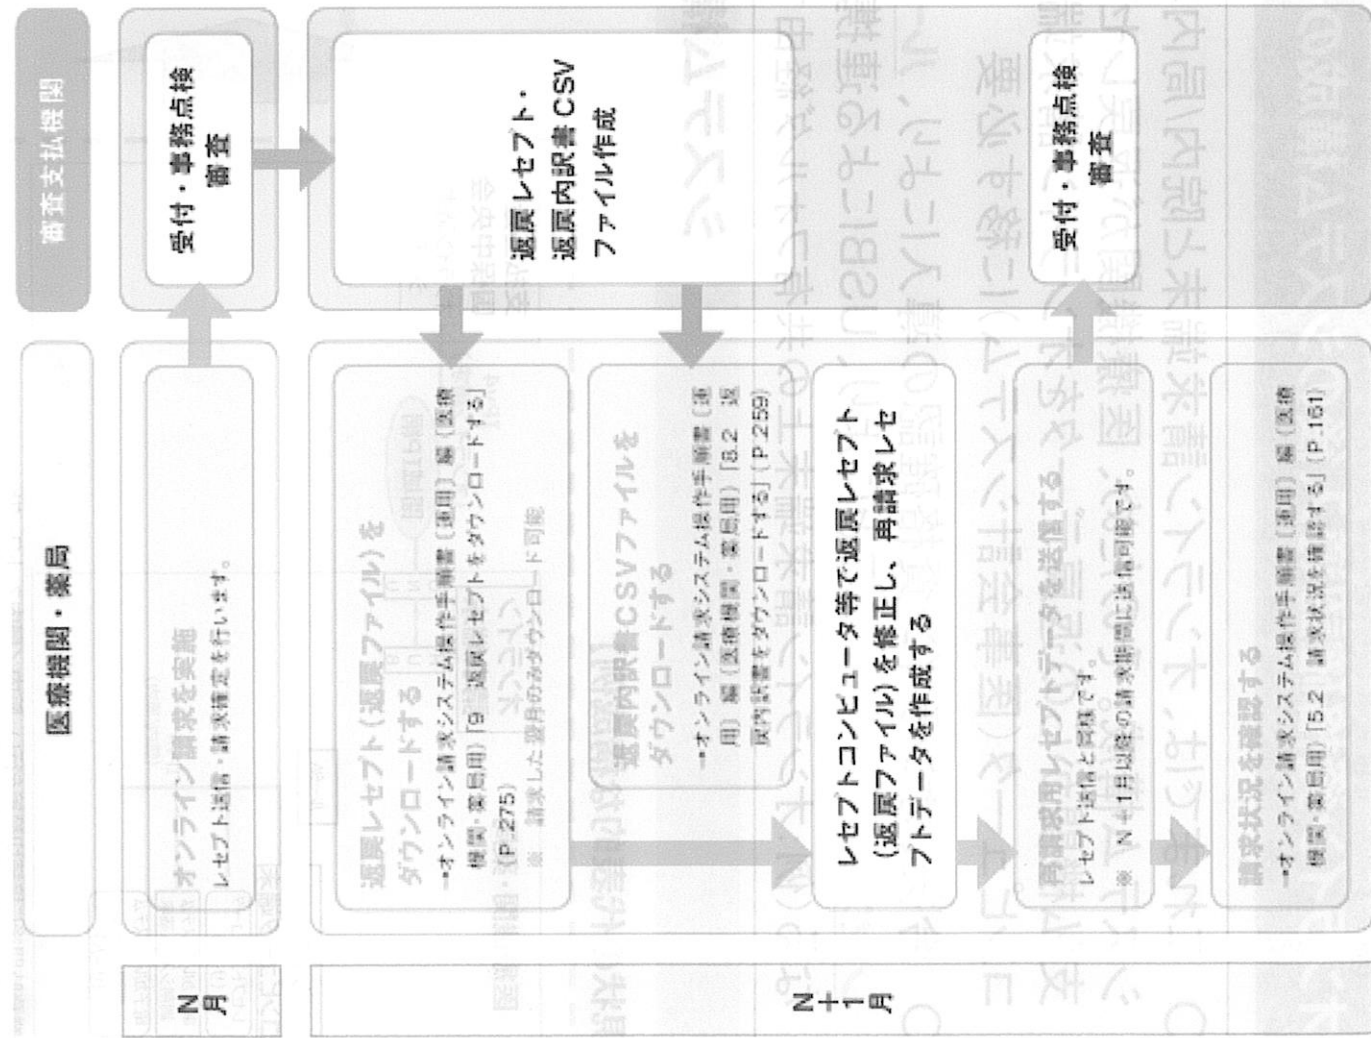 医療機関・薬局
審査支払機関
N月
オンライン請求を実施
レセプト送信・請求確定を行います。
受付・事務点検
審査
N+1月
返戻レセプト・
返戻内訳書CSV
ファイル作成
返戻レセプト(返戻ファイル)を
ダウンロードする
→オンライン請求システム操作手順書〔運用〕編(医療
機関・薬局用)「9 返戻レセプトをダウンロードする」
(P.275)
※ 請求した翌月のみダウンロード可能
返戻内訳書CSVファイルを
ダウンロードする
→オンライン請求システム操作手順書〔運
用〕編(医療機関・薬局用)「8.2 返
戻内訳書をダウンロードする」(P.259)
レセプトコンピュータ等で返戻レセプト
(返戻ファイル)を修正し、再請求レセ
プトデータを作成する
再請求用レセプトデータを送信する
レセプト送信と同様です。
※ N+1月以降の請求期間に送信可能です。
受付・事務点検
審査
請求状況を確認する
→オンライン請求システム操作手順書〔運用〕編(医療
機関・薬局用)「5.2 請求状況を確認する」(P.161)